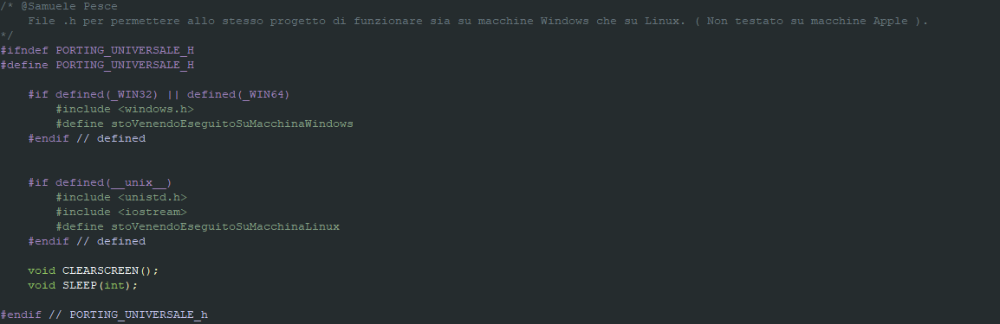 /* @Samuele Pesce
File .h per permettere allo stesso progetto di funzionare sia su macchine Windows che su Linux. ( Non testato su macchine Apple ).
*/
#ifndef PORTING_UNIVERSALE_H
#define PORTING_UNIVERSALE_H
#if defined(_WIN32) || defined(_WIN64)
#include <windows.h>
#define stoVenendoEseguitoSuMacchinaWindows
#endif // defined
#if defined(__unix__)
#include <unistd.h>
#include <iostream>
#define stoVenendoEseguitoSuMacchinaLinux
#endif // defined
void CLEARSCREEN();
void SLEEP(int);
#endif // PORTING_UNIVERSALE_h